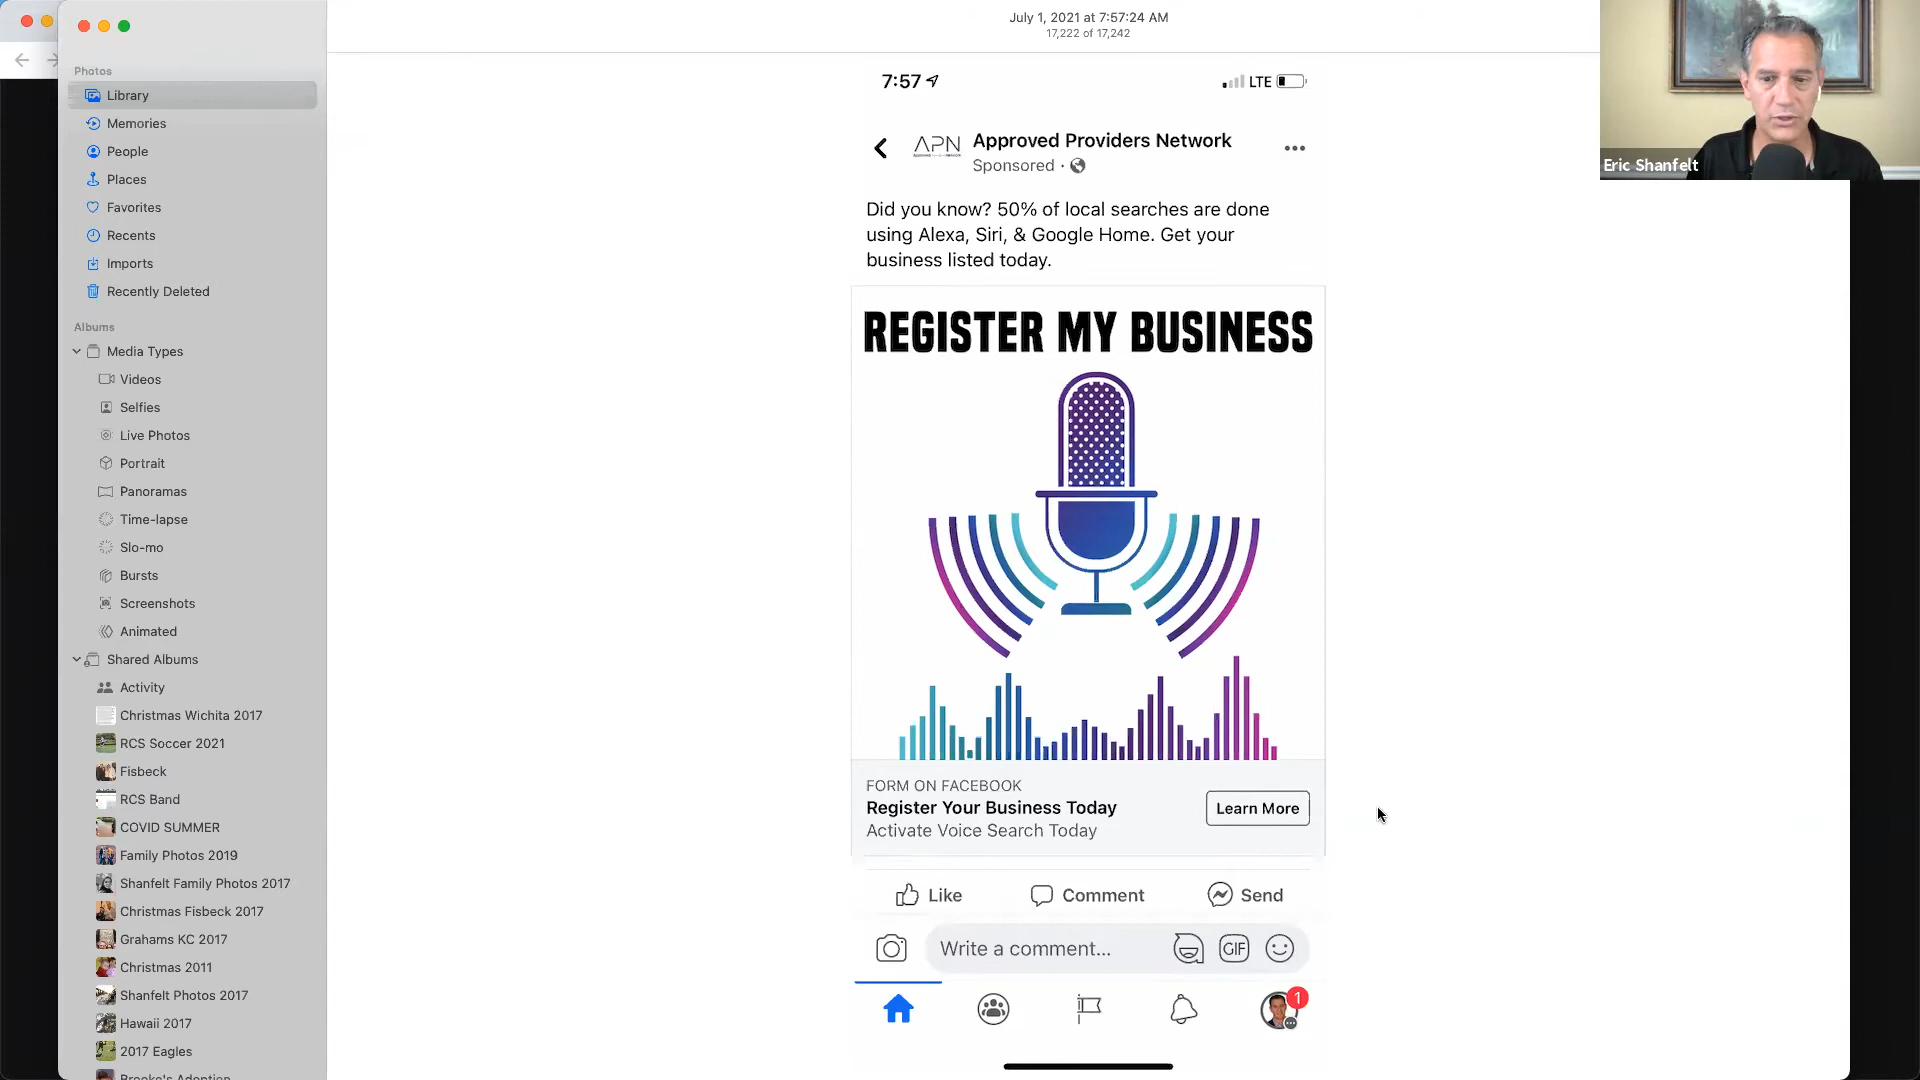 July 1, 2021 at 7:57:24 AM
17,222 of 17,242
Photos
Library
Memories
People
Places
Favorites
Recents
Imports
Recently Deleted
Albums
Media Types
Videos
Selfies
Live Photos
Portrait
Panoramas
Time-lapse
Slo-mo
Bursts
Screenshots
Animated
Shared Albums
Activity
Christmas Wichita 2017
RCS Soccer 2021
Fisbeck
RCS Band
COVID SUMMER
Family Photos 2019
Shanfelt Family Photos 2017
Christmas Fisbeck 2017
Grahams KC 2017
Christmas 2011
Shanfelt Photos 2017
Hawaii 2017
2017 Eagles
Brooke's Adoption
7:57 LTE
APN
Approved Providers Network
Sponsored ·
Did you know? 50% of local searches are done
using Alexa, Siri, & Google Home. Get your
business listed today.
REGISTER MY BUSINESS
FORM ON FACEBOOK
Register Your Business Today
Activate Voice Search Today
Learn More
Like Comment Send
Write a comment...
GIF
1
Eric Shanfelt